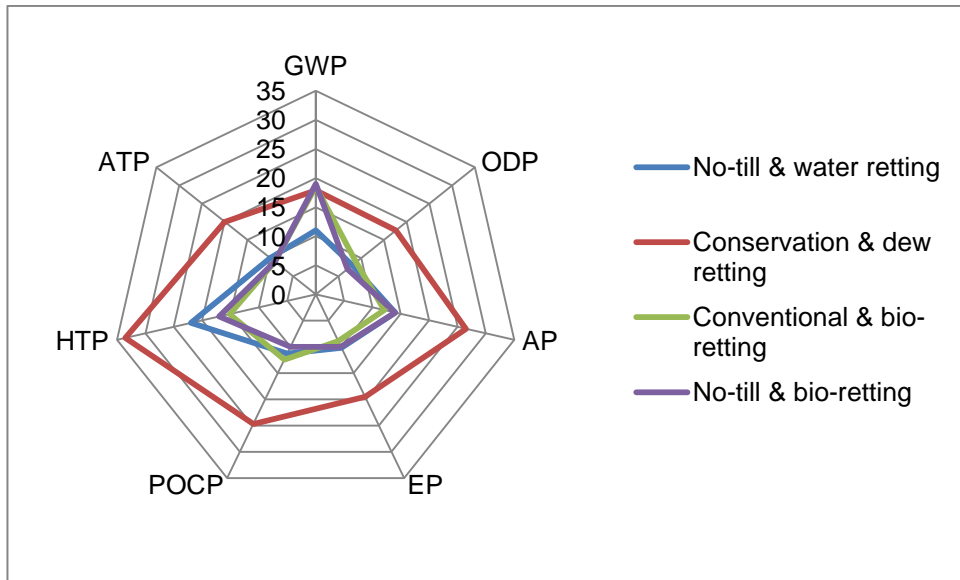 GWP
35
30
25
20
15
10
5
0
ODP
AP
EP
POCP
HTP
ATP
No-till & water retting
Conservation & dew
retting
Conventional & bio-
retting
No-till & bio-retting